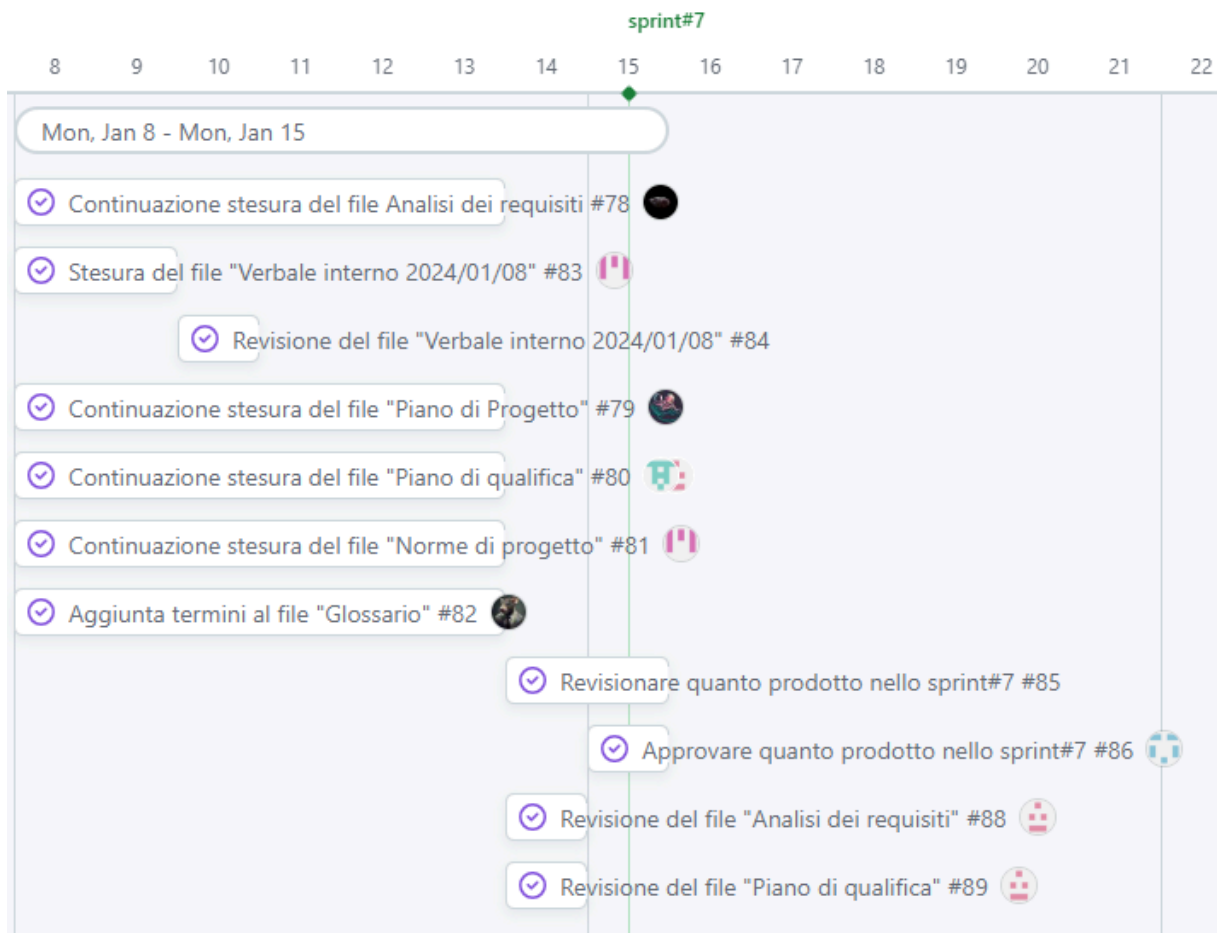 sprint#7
8 9 10 11 12 13 14 15 16 17 18 19 20 21 22
Mon, Jan 8 - Mon, Jan 15
Continuazione stesura del file Analisi dei requisiti #78
Stesura del file "Verbale interno 2024/01/08" #83
Revisione del file "Verbale interno 2024/01/08" #84
Continuazione stesura del file "Piano di Progetto" #79
Continuazione stesura del file "Piano di qualifica" #80
Continuazione stesura del file "Norme di progetto" #81
Aggiunta termini al file "Glossario" #82
Revisionare quanto prodotto nello sprint#7 #85
Approvare quanto prodotto nello sprint#7 #86
Revisione del file "Analisi dei requisiti" #88
Revisione del file "Piano di qualifica" #89